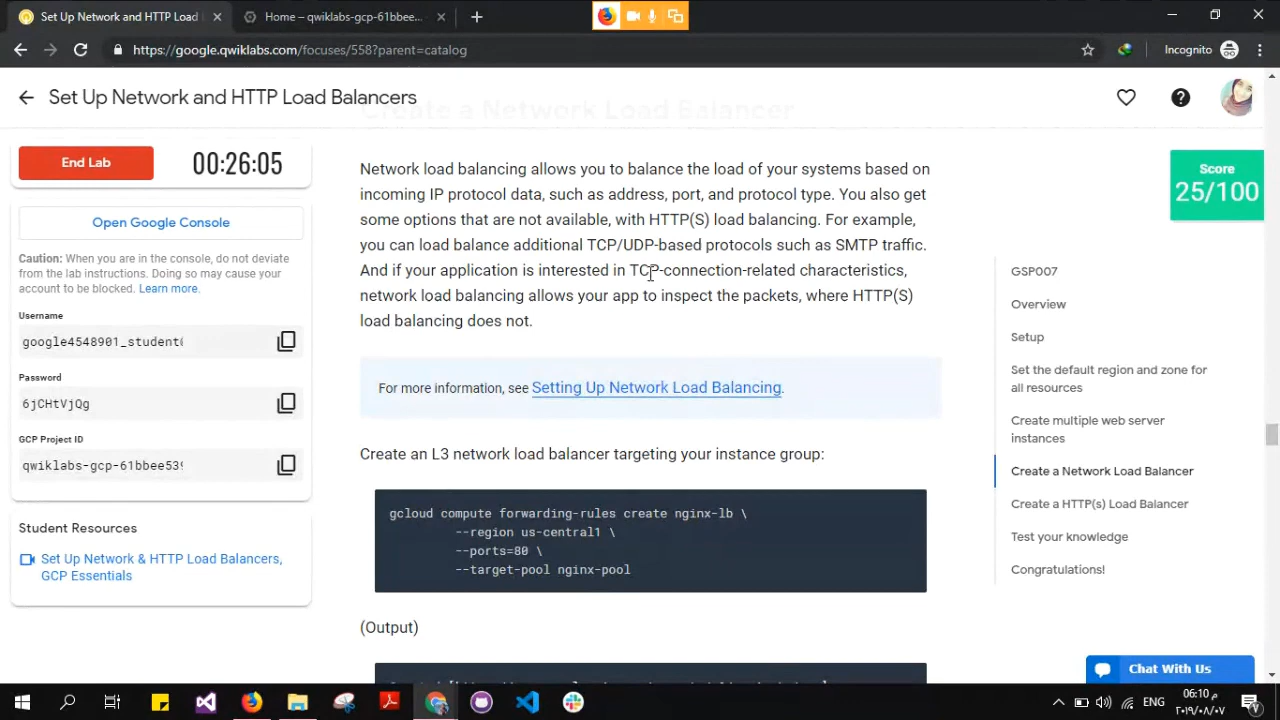 Set Up Network and HTTP Load
Home – qwiklabs-gcp-61bbee
https://google.qwiklabs.com/focuses/558?parent=catalog
Incognito
Set Up Network and HTTP Load Balancers
Create a Network Load Balancer
End Lab
00:26:05
Open Google Console
Caution: When you are in the console, do not deviate
from the lab instructions. Doing so may cause your
account to be blocked. Learn more.
Username
google4548901_student
Password
6jCHtVjQg
GCP Project ID
qwiklabs-gcp-61bbee539
Student Resources
Set Up Network & HTTP Load Balancers,
GCP Essentials
Network load balancing allows you to balance the load of your systems based on
incoming IP protocol data, such as address, port, and protocol type. You also get
some options that are not available, with HTTP(S) load balancing. For example,
you can load balance additional TCP/UDP-based protocols such as SMTP traffic.
And if your application is interested in TCP-connection-related characteristics,
network load balancing allows your app to inspect the packets, where HTTP(S)
load balancing does not.
For more information, see Setting Up Network Load Balancing.
Create an L3 network load balancer targeting your instance group:
gcloud compute forwarding-rules create nginx-lb \
--region us-central1 \
--ports=80 \
--target-pool nginx-pool
(Output)
Score
25/100
GSP007
Overview
Setup
Set the default region and zone for
all resources
Create multiple web server
instances
Create a Network Load Balancer
Create a HTTP(s) Load Balancer
Test your knowledge
Congratulations!
Chat With Us
ENG
06:10 م
٢٠١٩/٠٨/٠٧